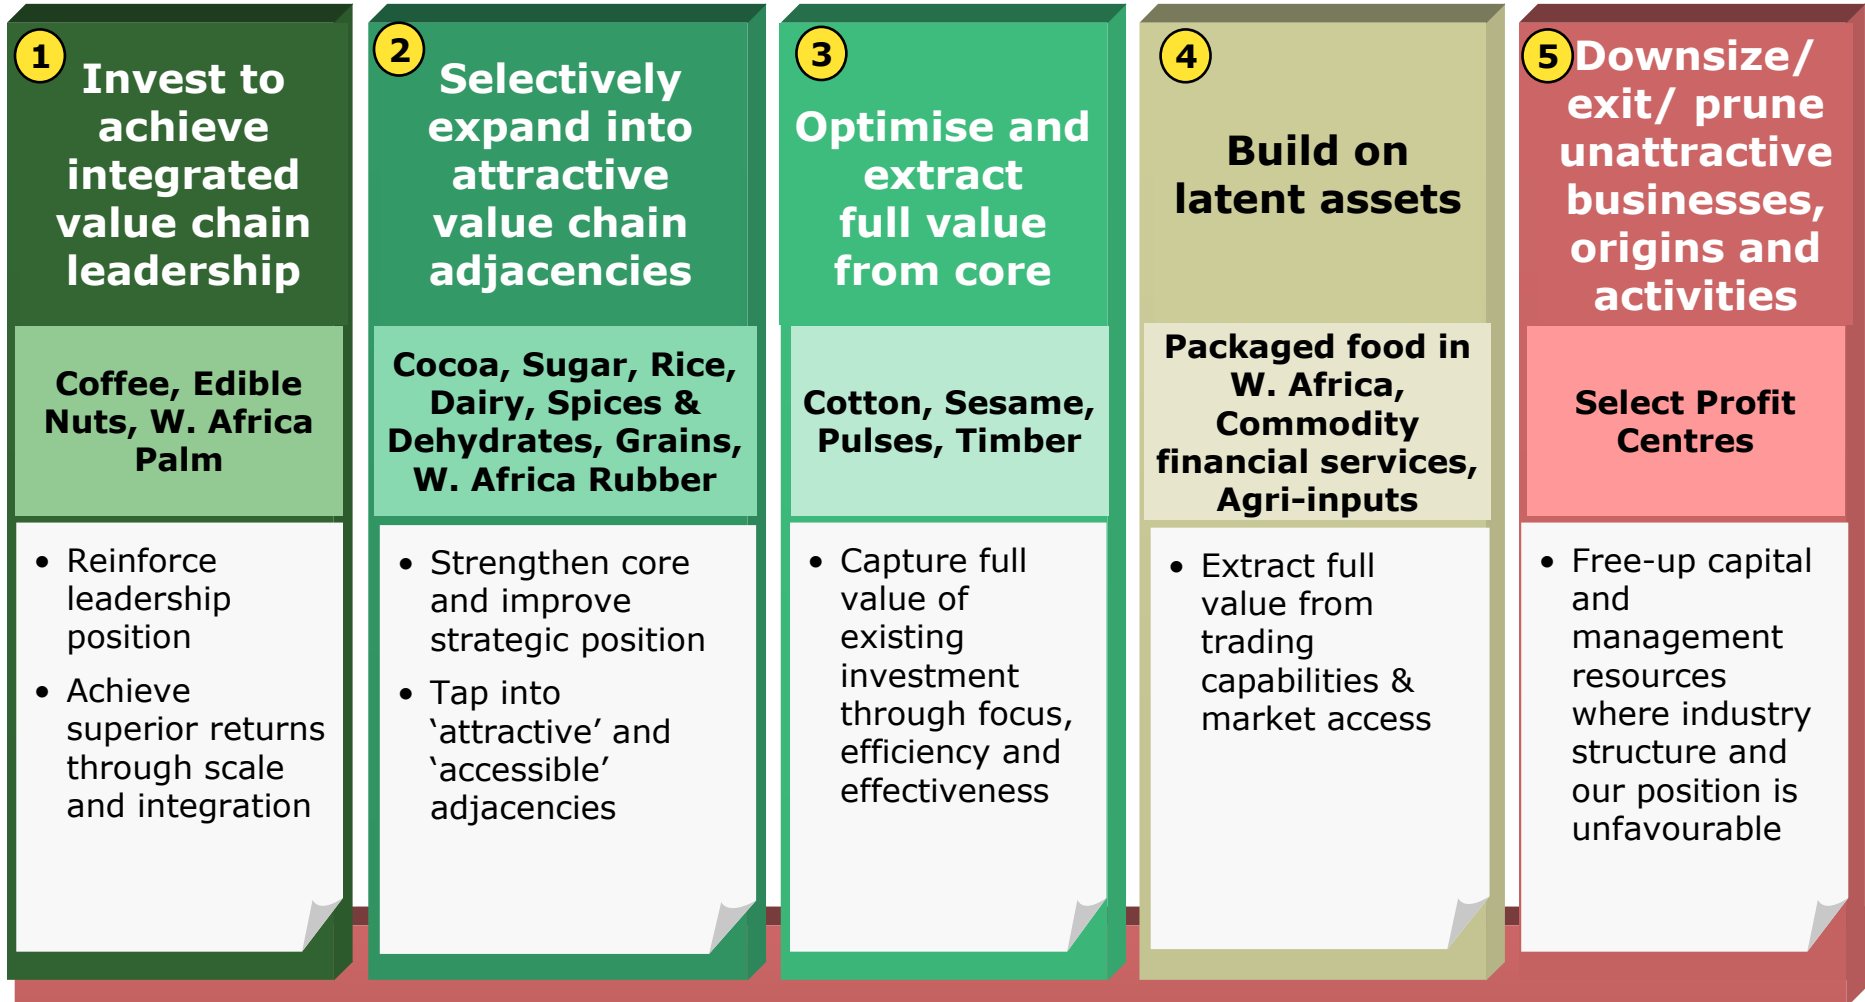 1
Invest to
achieve
integrated
value chain
leadership
Coffee, Edible
Nuts, W. Africa
Palm
• Reinforce
leadership
position
• Achieve
superior returns
through scale
and integration
2
Selectively
expand into
attractive
value chain
adjacencies
Cocoa, Sugar, Rice,
Dairy, Spices &
Dehydrates, Grains,
W. Africa Rubber
• Strengthen core
and improve
strategic position
• Tap into
‘attractive’ and
‘accessible’
adjacencies
3
Optimise and
extract
full value
from core
Cotton, Sesame,
Pulses, Timber
• Capture full
value of
existing
investment
through focus,
efficiency and
effectiveness
4
Build on
latent assets
Packaged food in
W. Africa,
Commodity
financial services,
Agri-inputs
• Extract full
value from
trading
capabilities &
market access
5
Downsize/
exit/ prune
unattractive
businesses,
origins and
activities
Select Profit
Centres
• Free-up capital
and
management
resources
where industry
structure and
our position is
unfavourable